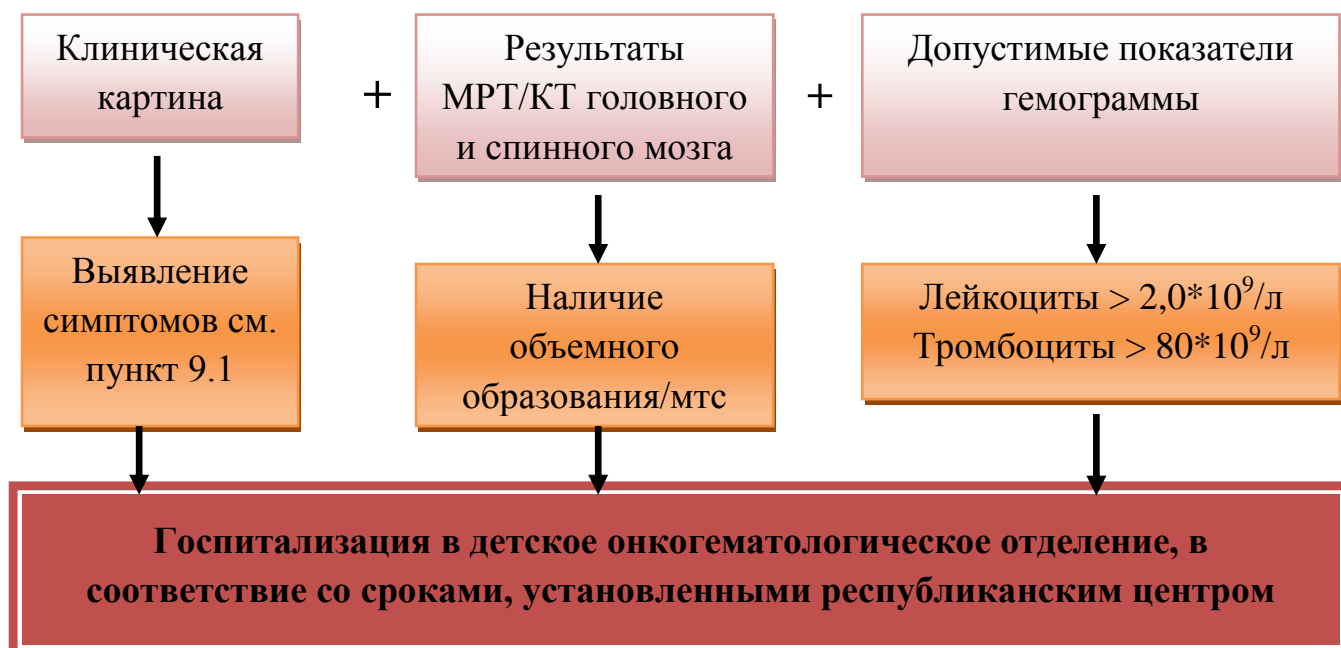 Клиническая
картина
+
Результаты
МРТ/КТ головного
и спинного мозга
+
Допустимые показатели
гемограммы
Выявление
симптомов см.
пункт 9.1
Наличие
объемного
образования/мтс
Лейкоциты > 2,0*10⁹/л
Тромбоциты > 80*10⁹/л
Госпитализация в детское онкогематологическое отделение, в
соответствие со сроками, установленными республиканским центром